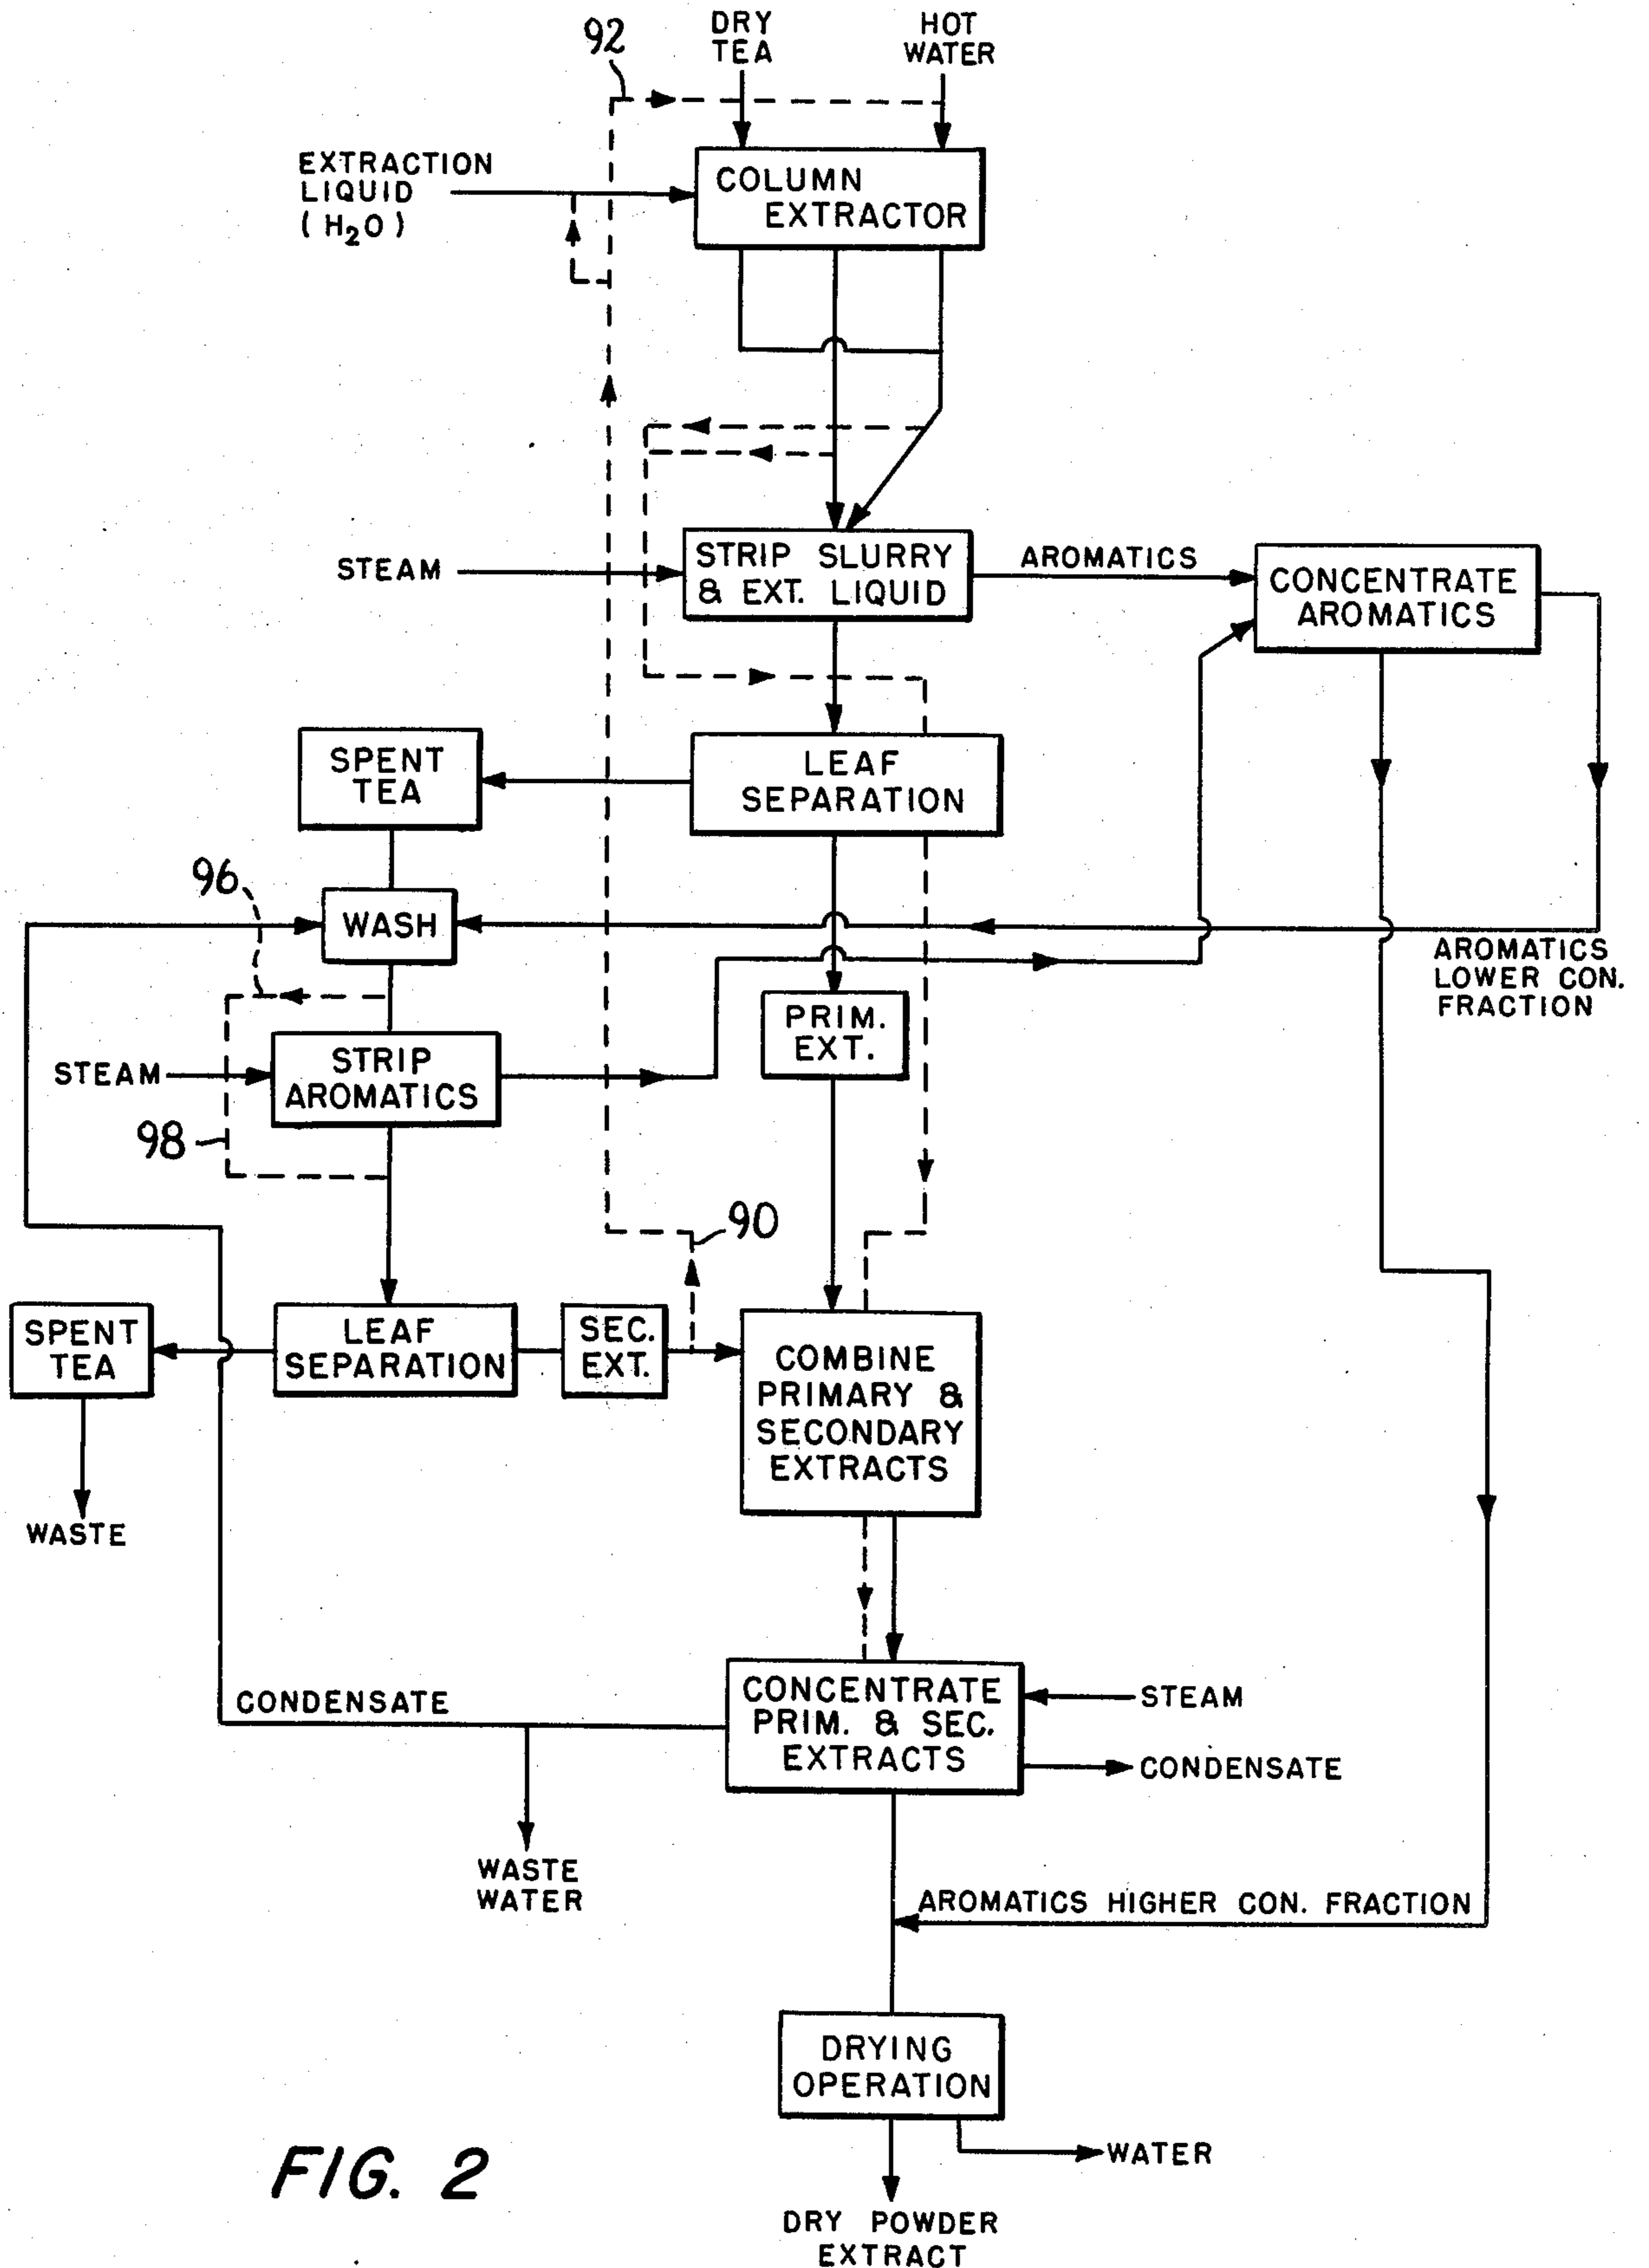 92
DRY
TEA
HOT
WATER
EXTRACTION
LIQUID
(H₂O)
COLUMN
EXTRACTOR
STEAM
STRIP SLURRY
& EXT. LIQUID
AROMATICS
CONCENTRATE
AROMATICS
SPENT
TEA
LEAF
SEPARATION
96
WASH
AROMATICS
LOWER CON.
FRACTION
PRIM.
EXT.
STEAM
STRIP
AROMATICS
98
90
SPENT
TEA
LEAF
SEPARATION
SEC.
EXT.
COMBINE
PRIMARY &
SECONDARY
EXTRACTS
WASTE
CONDENSATE
CONCENTRATE
PRIM. & SEC.
EXTRACTS
STEAM
CONDENSATE
WASTE
WATER
AROMATICS HIGHER CON. FRACTION
DRYING
OPERATION
WATER
FIG. 2
DRY POWDER
EXTRACT